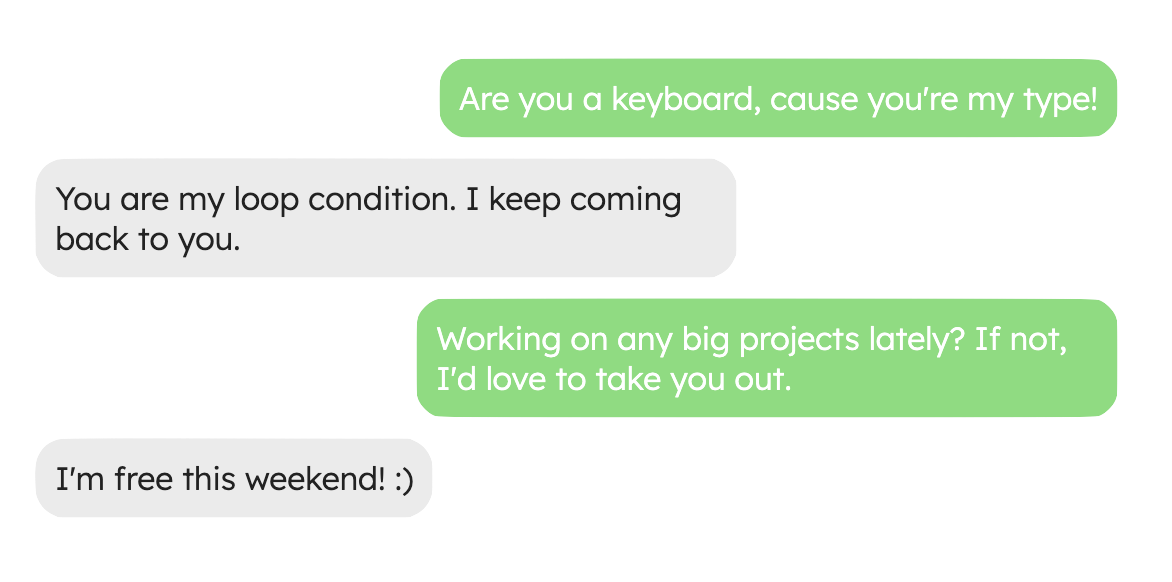 Are you a keyboard, cause you're my type!
You are my loop condition. I keep coming
back to you.
Working on any big projects lately? If not,
I'd love to take you out.
I'm free this weekend! :)